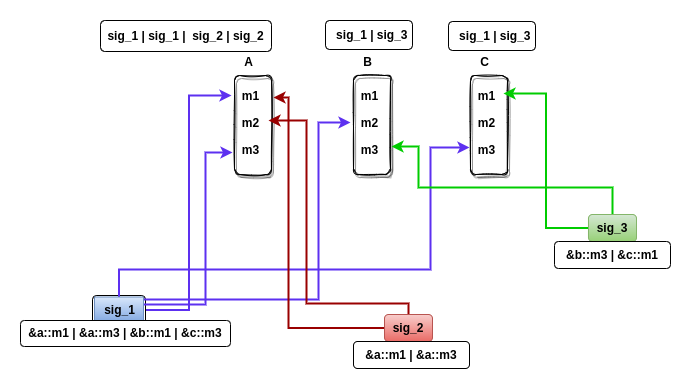 sig_1 | sig_1 | sig_2 | sig_2
sig_1 | sig_3
sig_1 | sig_3
A
B
C
m1
m2
m3
m1
m2
m3
m1
m2
m3
sig_3
&b::m3 | &c::m1
sig_1
&a::m1 | &a::m3 | &b::m1 | &c::m3
sig_2
&a::m1 | &a::m3